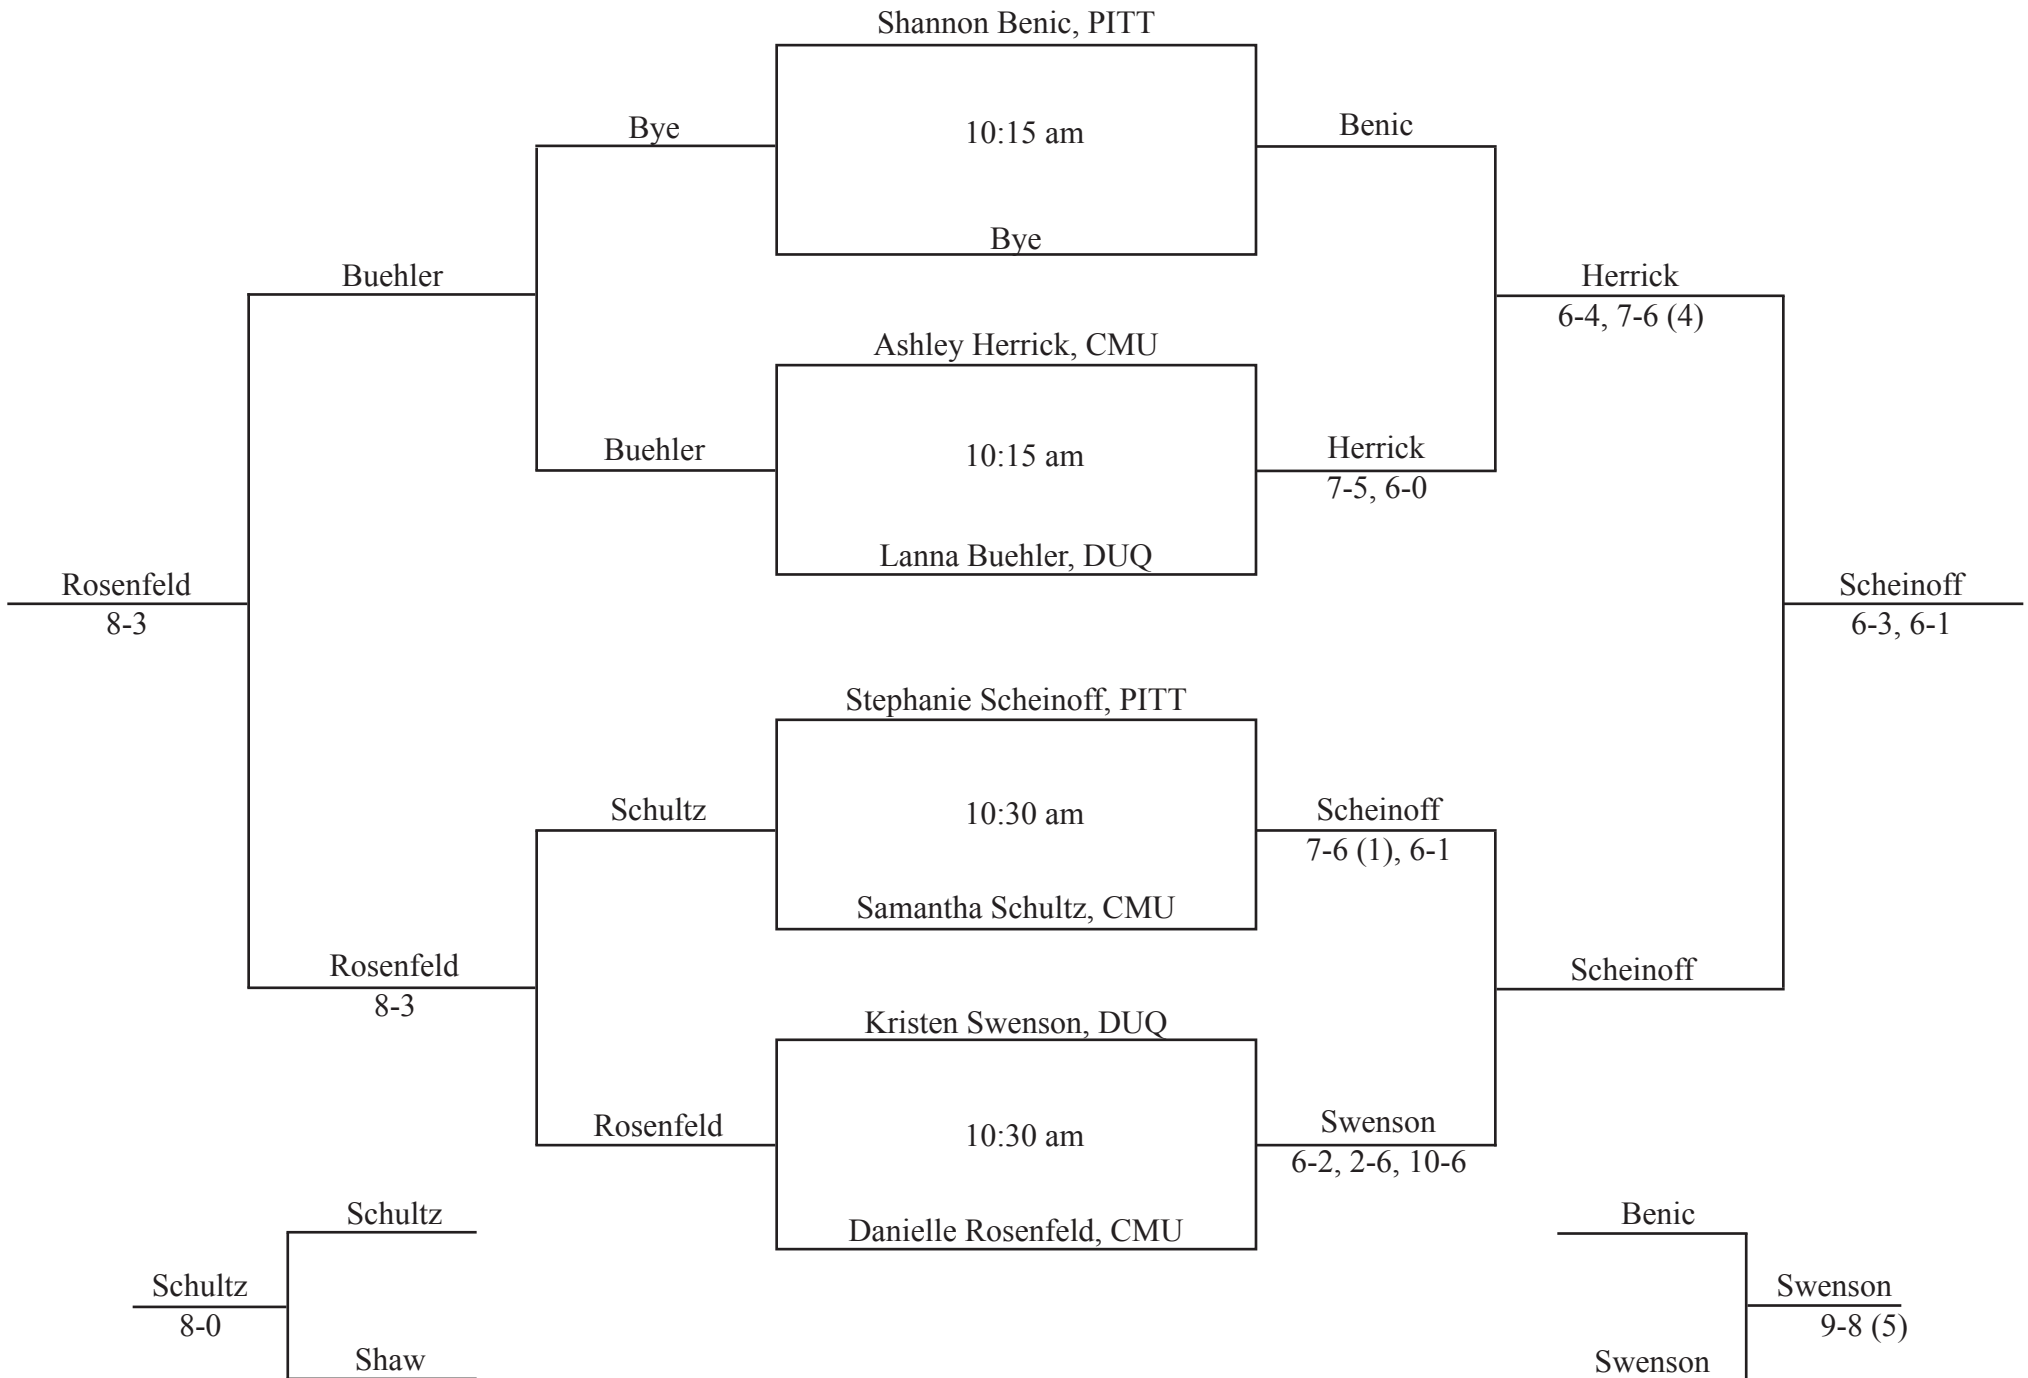 Shannon Benic, PITT
Bye
10:15 am
Benic
Bye
Buehler
Herrick
6-4, 7-6 (4)
Ashley Herrick, CMU
Buehler
10:15 am
Herrick
7-5, 6-0
Lanna Buehler, DUQ
Rosenfeld
8-3
Scheinoff
6-3, 6-1
Stephanie Scheinoff, PITT
Schultz
10:30 am
Scheinoff
7-6 (1), 6-1
Samantha Schultz, CMU
Rosenfeld
8-3
Scheinoff
Kristen Swenson, DUQ
Rosenfeld
10:30 am
Swenson
6-2, 2-6, 10-6
Danielle Rosenfeld, CMU
Schultz
Benic
Schultz
8-0
Swenson
9-8 (5)
Shaw
Swenson